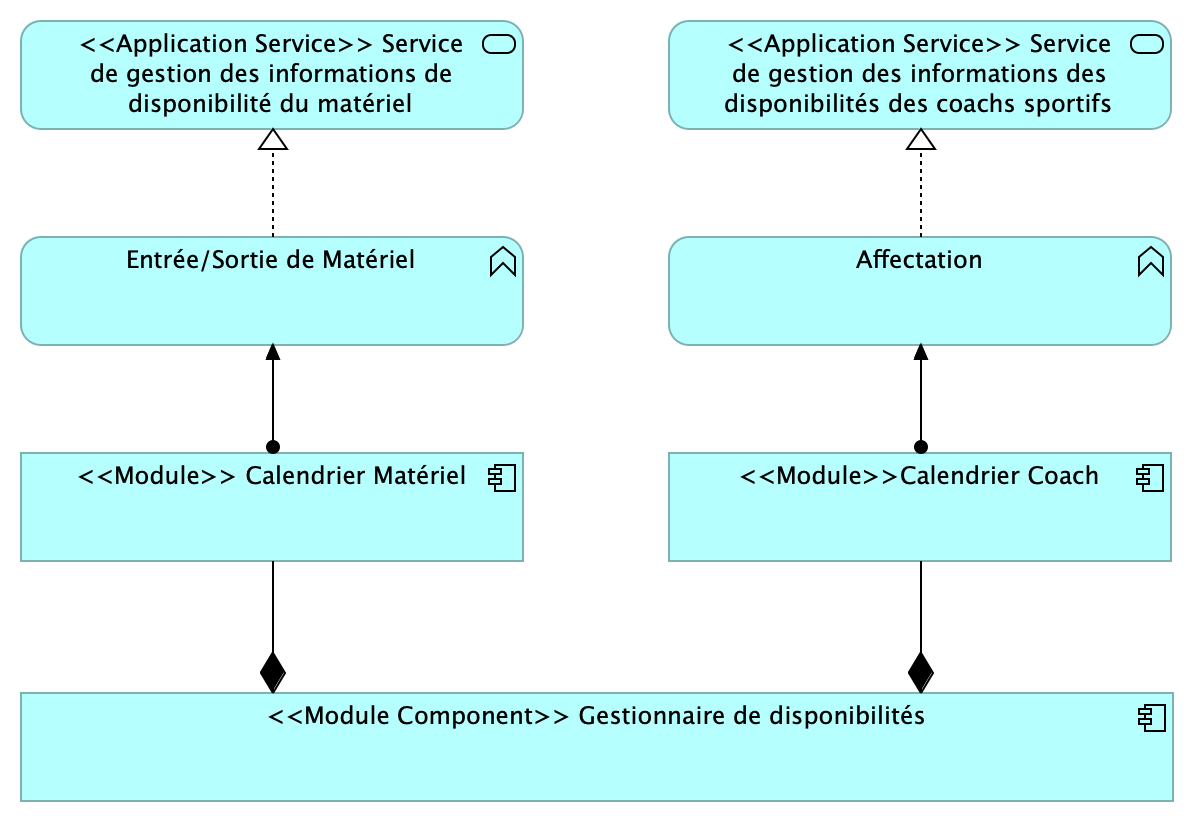 <<Application Service>> Service
de gestion des informations de
disponibilité du matériel
<<Application Service>> Service
de gestion des informations des
disponibilités des coachs sportifs
Entrée/Sortie de Matériel
Affectation
<<Module>> Calendrier Matériel
<<Module>>Calendrier Coach
<<Module Component>> Gestionnaire de disponibilités